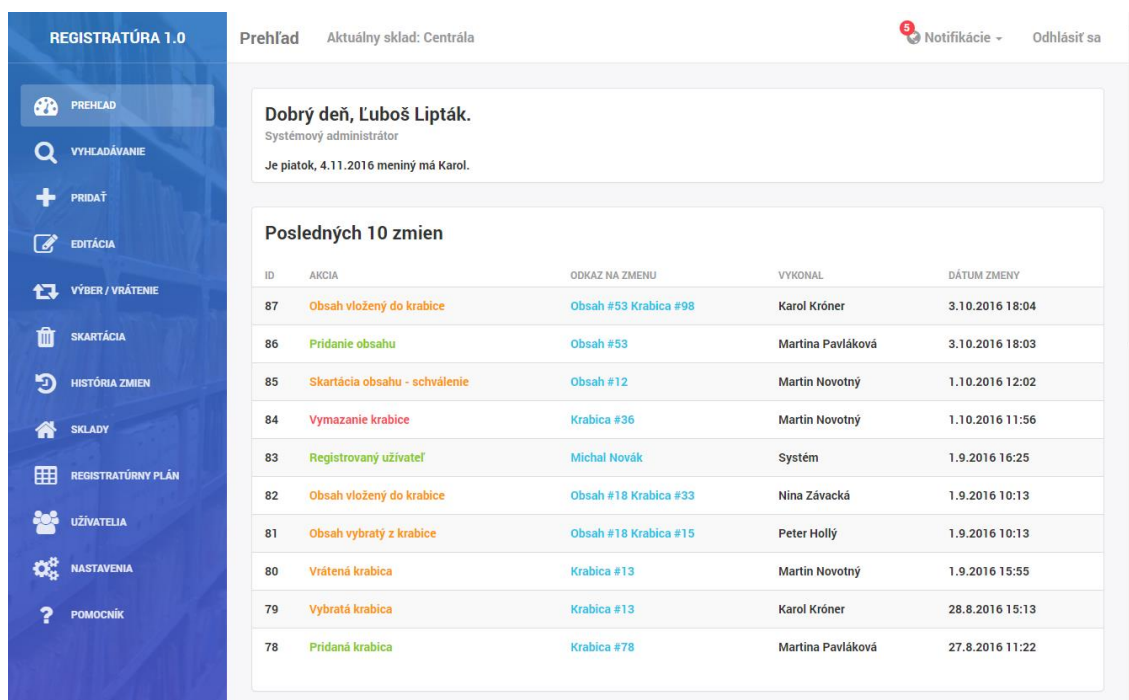 REGISTRATÚRA 1.0
PREHĽAD
VYHĽADÁVANIE
PRIDAŤ
EDITÁCIA
VÝBER / VRÁTENIE
SKARTÁCIA
HISTÓRIA ZMIEN
SKLADY
REGISTRATÚRNY PLÁN
UŽÍVATELIA
NASTAVENIA
POMOCNÍK
Prehľad Aktuálny sklad: Centrála 5 Notifikácie Odhlásiť sa
Dobrý deň, Ľuboš Lipták.
Systémový administrátor
Je piatok, 4.11.2016 meniný má Karol.
Posledných 10 zmien
ID AKCIA ODKAZ NA ZMENU VYKONAL DÁTUM ZMENY
87 Obsah vložený do krabice Obsah #53 Krabica #98 Karol Króner 3.10.2016 18:04
86 Pridanie obsahu Obsah #53 Martina Pavláková 3.10.2016 18:03
85 Skartácia obsahu - schválenie Obsah #12 Martin Novotný 1.10.2016 12:02
84 Vymazanie krabice Krabica #36 Martin Novotný 1.10.2016 11:56
83 Registrovaný užívateľ Michal Novák Systém 1.9.2016 16:25
82 Obsah vložený do krabice Obsah #18 Krabica #33 Nina Závacká 1.9.2016 10:13
81 Obsah vybratý z krabice Obsah #18 Krabica #15 Peter Hollý 1.9.2016 10:13
80 Vrátená krabica Krabica #13 Martin Novotný 1.9.2016 15:55
79 Vybratá krabica Krabica #13 Karol Króner 28.8.2016 15:13
78 Pridaná krabica Krabica #78 Martina Pavláková 27.8.2016 11:22